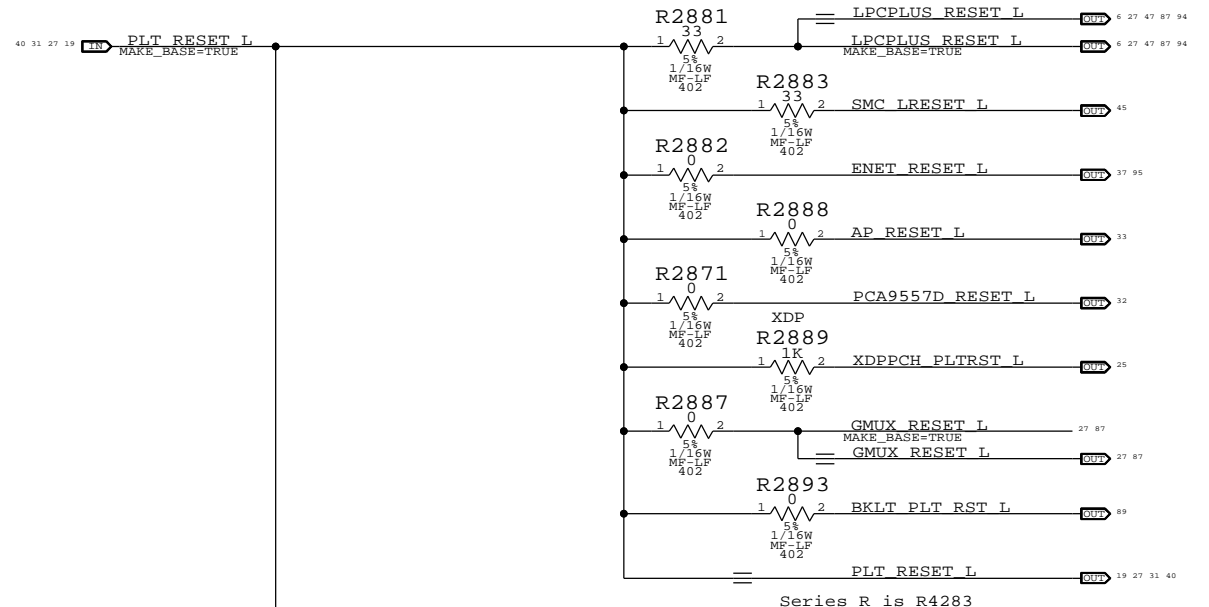 R2881
LPCPLUS_RESET_L
OUT 6 27 47 87 94
40 31 27 19 IN PLT_RESET_L
1 33 2
LPCPLUS_RESET_L
OUT 6 27 47 87 94
MAKE_BASE=TRUE
MAKE_BASE=TRUE
5%
1/16W
MF-LF
402
R2883
1 33 2
SMC_LRESET_L
OUT 45
5%
1/16W
MF-LF
402
R2882
1 0 2
ENET_RESET_L
OUT 37 95
5%
1/16W
MF-LF
402
R2888
1 0 2
AP_RESET_L
OUT 33
5%
1/16W
MF-LF
402
R2871
1 0 2
PCA9557D_RESET_L
OUT 32
5%
1/16W
MF-LF
402
XDP
R2889
1 1K 2
XDPPCH_PLTRST_L
OUT 25
5%
1/16W
MF-LF
402
R2887
1 0 2
GMUX_RESET_L
27 87
MAKE_BASE=TRUE
5%
1/16W
MF-LF
402
GMUX_RESET_L
OUT 27 87
R2893
1 0 2
BKLT_PLT_RST_L
OUT 89
5%
1/16W
MF-LF
402
PLT_RESET_L
OUT 19 27 31 40
Series R is R4283